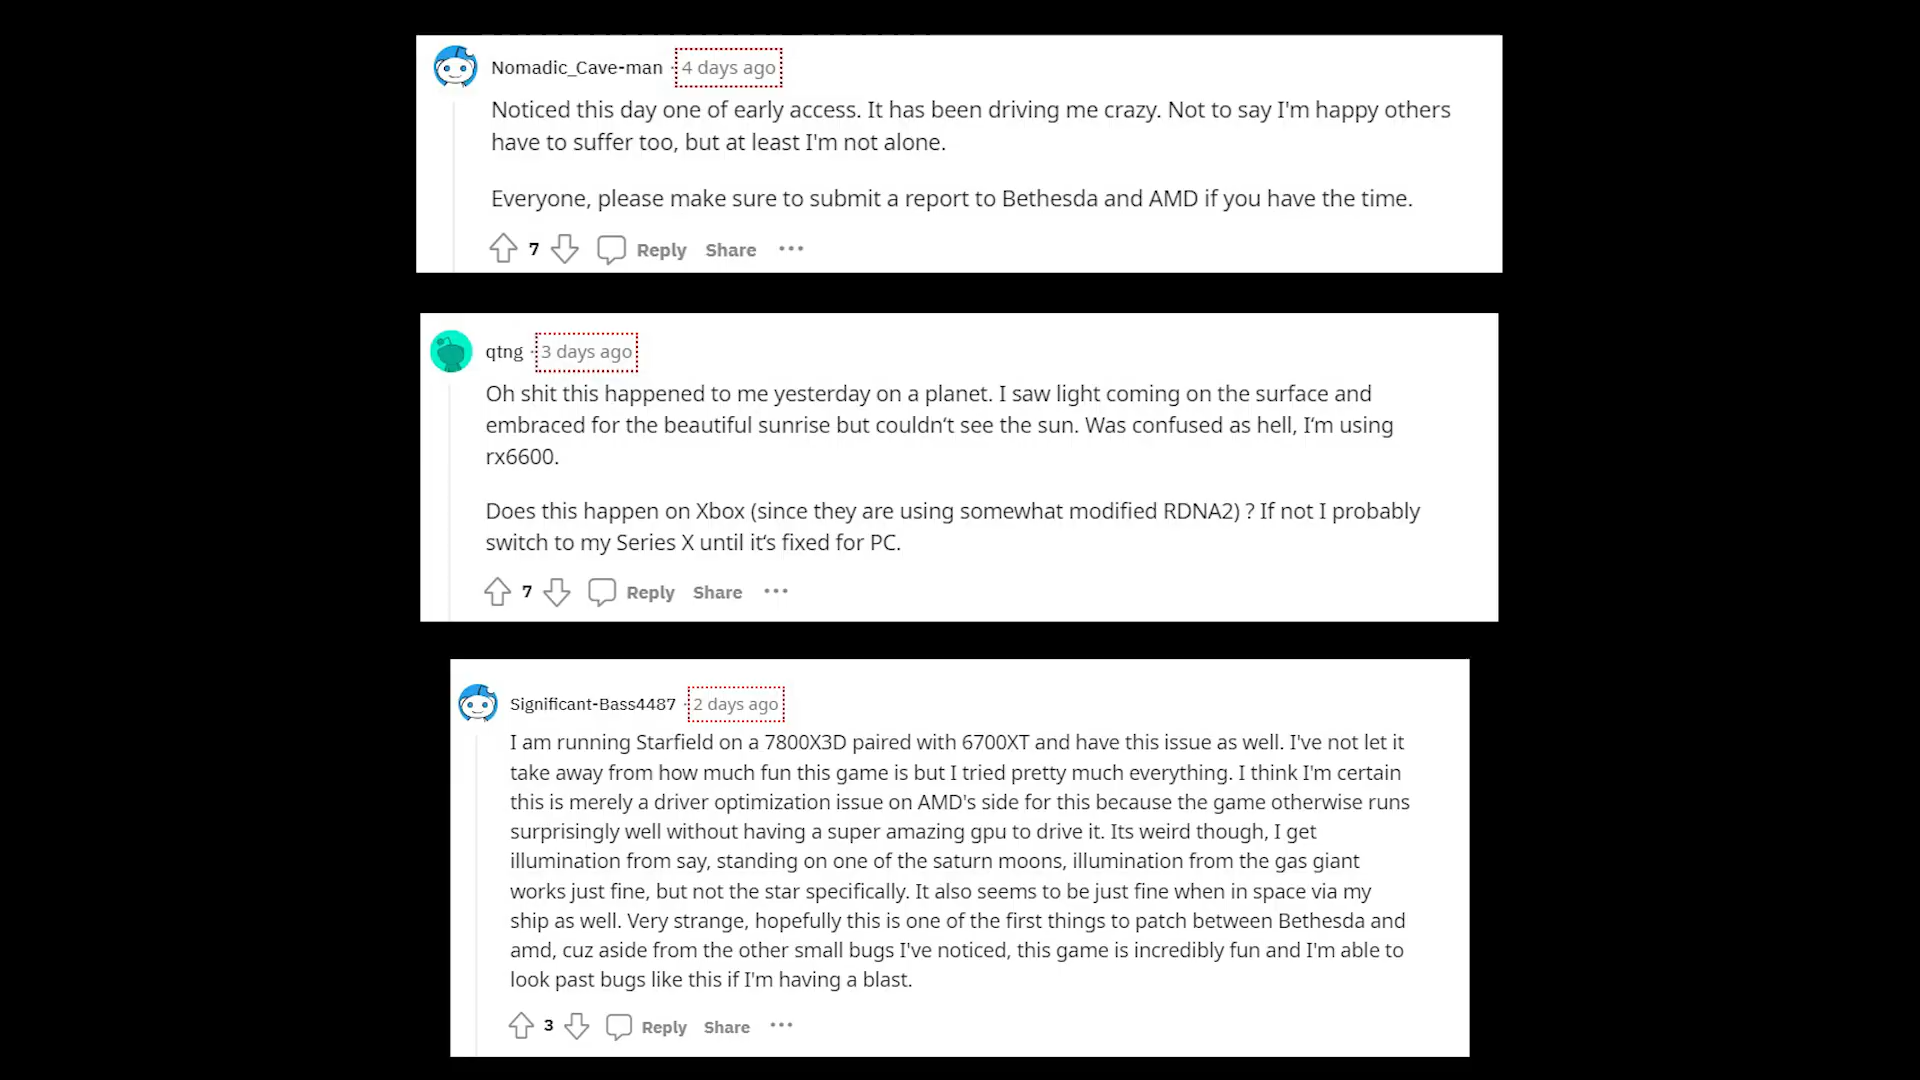 Nomadic_Cave-man · 4 days ago
Noticed this day one of early access. It has been driving me crazy. Not to say I'm happy others
have to suffer too, but at least I'm not alone.
Everyone, please make sure to submit a report to Bethesda and AMD if you have the time.
7 Reply Share ···
qtng · 3 days ago
Oh shit this happened to me yesterday on a planet. I saw light coming on the surface and
embraced for the beautiful sunrise but couldn‘t see the sun. Was confused as hell, I‘m using
rx6600.
Does this happen on Xbox (since they are using somewhat modified RDNA2) ? If not I probably
switch to my Series X until it‘s fixed for PC.
7 Reply Share ···
Significant-Bass4487 · 2 days ago
I am running Starfield on a 7800X3D paired with 6700XT and have this issue as well. I've not let it
take away from how much fun this game is but I tried pretty much everything. I think I'm certain
this is merely a driver optimization issue on AMD's side for this because the game otherwise runs
surprisingly well without having a super amazing gpu to drive it. Its weird though, I get
illumination from say, standing on one of the saturn moons, illumination from the gas giant
works just fine, but not the star specifically. It also seems to be just fine when in space via my
ship as well. Very strange, hopefully this is one of the first things to patch between Bethesda and
amd, cuz aside from the other small bugs I've noticed, this game is incredibly fun and I'm able to
look past bugs like this if I'm having a blast.
3 Reply Share ···